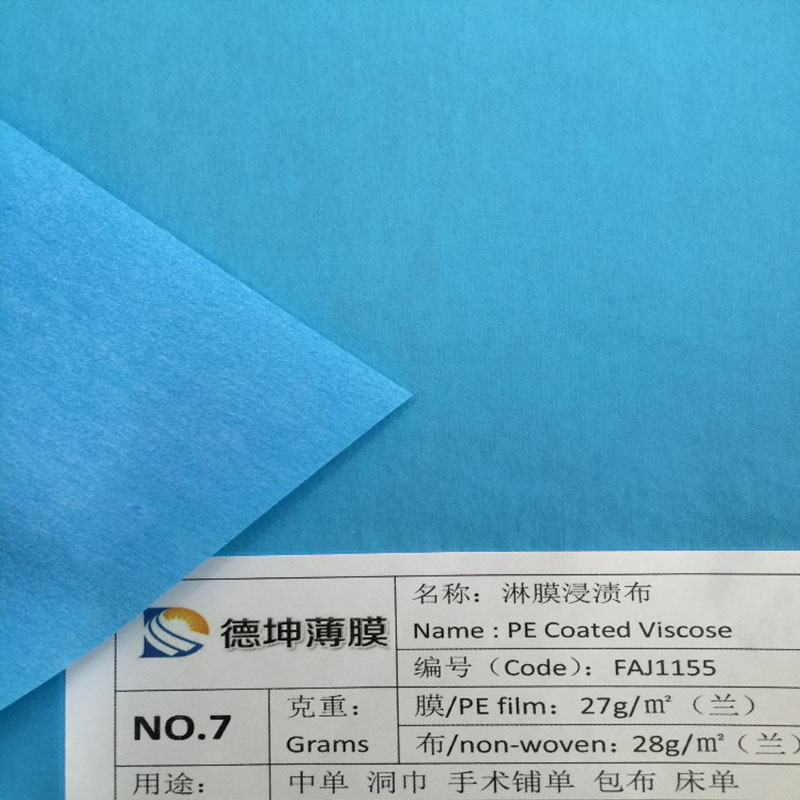 德坤薄膜
名称：淋膜浸渍布
Name : PE Coated Viscose
编号（Code）：FAJ1155
NO.7
克重：
Grams
膜/PE film：27g/㎡（兰）
布/non-woven：28g/㎡（兰）
用途：
中单 洞巾 手术铺单 包布 床单